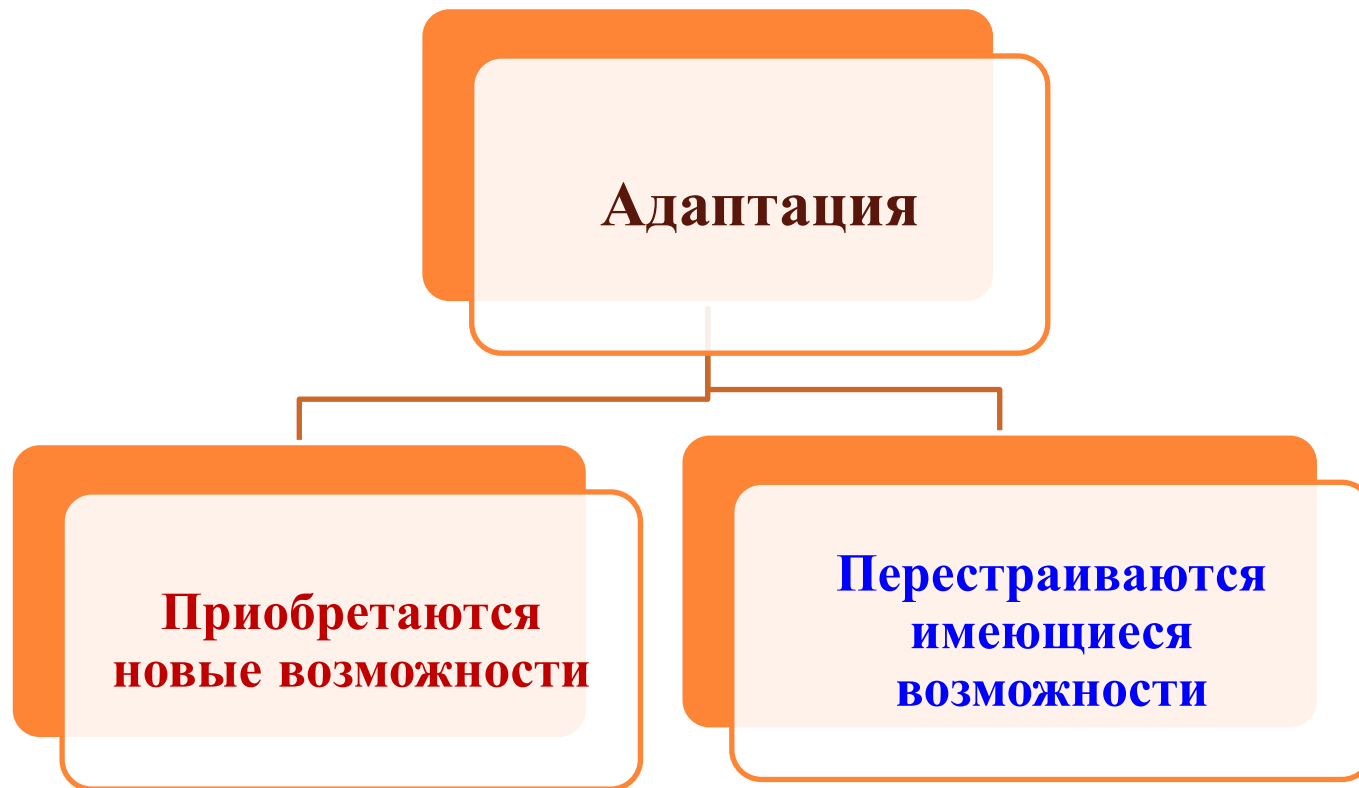 Адаптация
Приобретаются
новые возможности
Перестраиваются
имеющиеся
возможности